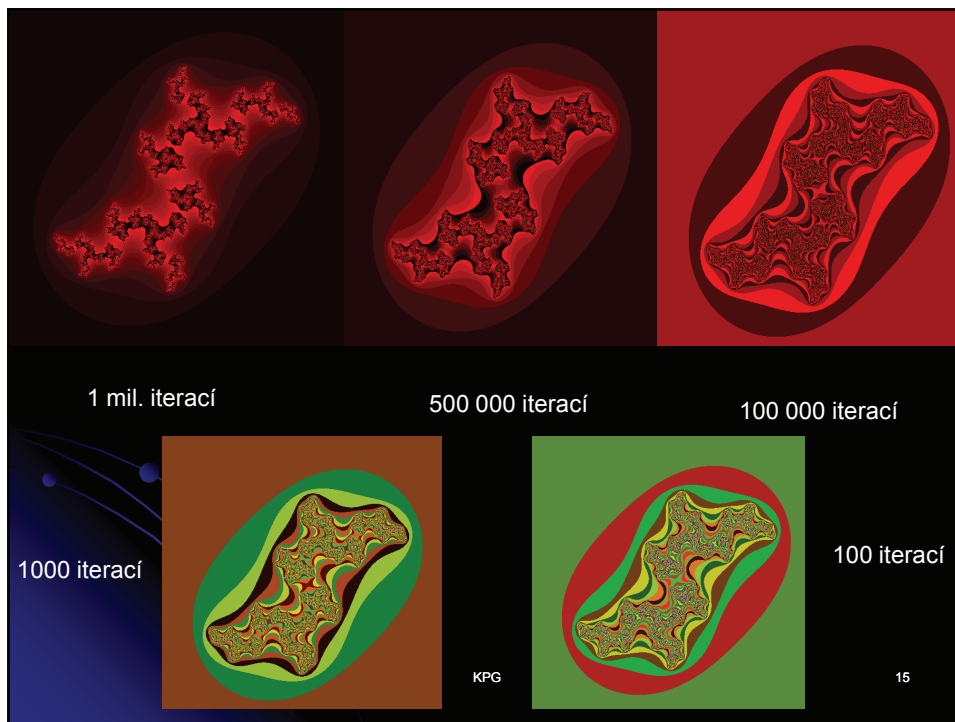 1 mil. iterací
500 000 iterací
100 000 iterací
1000 iterací
100 iterací
KPG
15